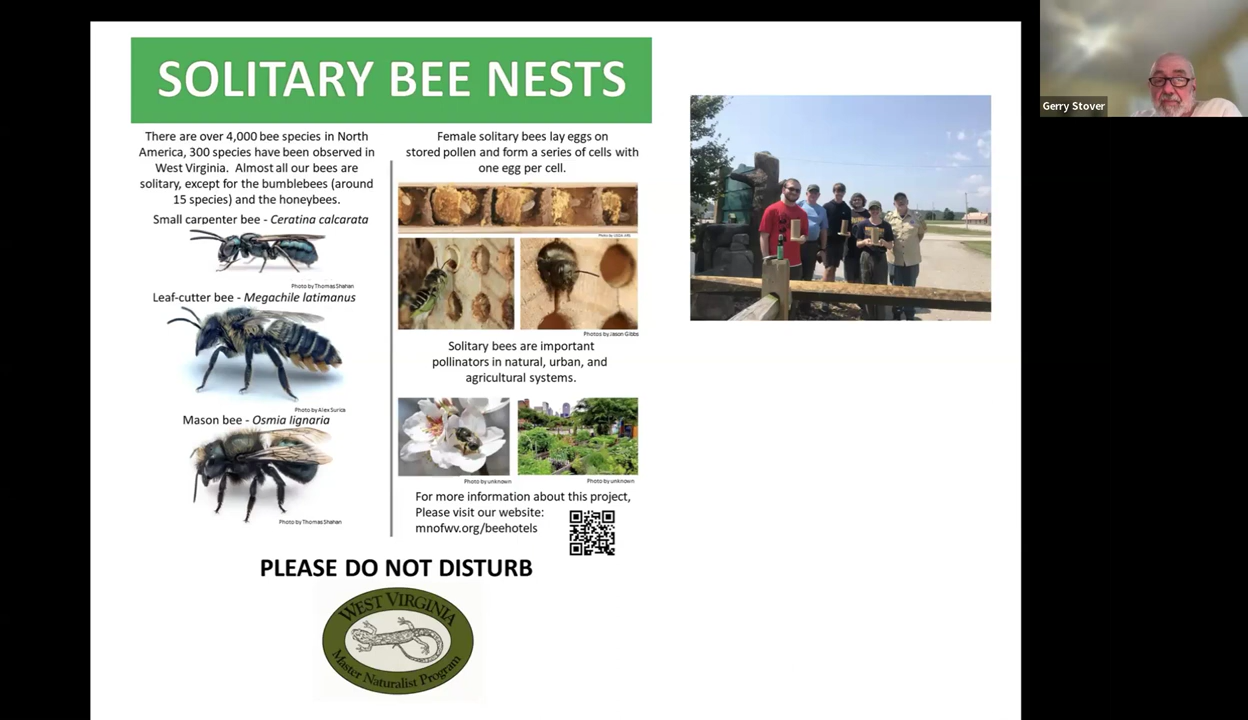 SOLITARY BEE NESTS
There are over 4,000 bee species in North
America, 300 species have been observed in
West Virginia. Almost all our bees are
solitary, except for the bumblebees (around
15 species) and the honeybees.
Small carpenter bee - Ceratina calcarata
Photo by Thomas Shahan
Leaf-cutter bee - Megachile latimanus
Photo by Alex Surica
Mason bee - Osmia lignaria
Photo by Thomas Shahan
Female solitary bees lay eggs on
stored pollen and form a series of cells with
one egg per cell.
Photos by Jason Gibbs
Solitary bees are important
pollinators in natural, urban, and
agricultural systems.
Photo by unknown
Photo by unknown
For more information about this project,
Please visit our website:
mnofwv.org/beehotels
PLEASE DO NOT DISTURB
WEST VIRGINIA
Master Naturalist Program
Gerry Stover